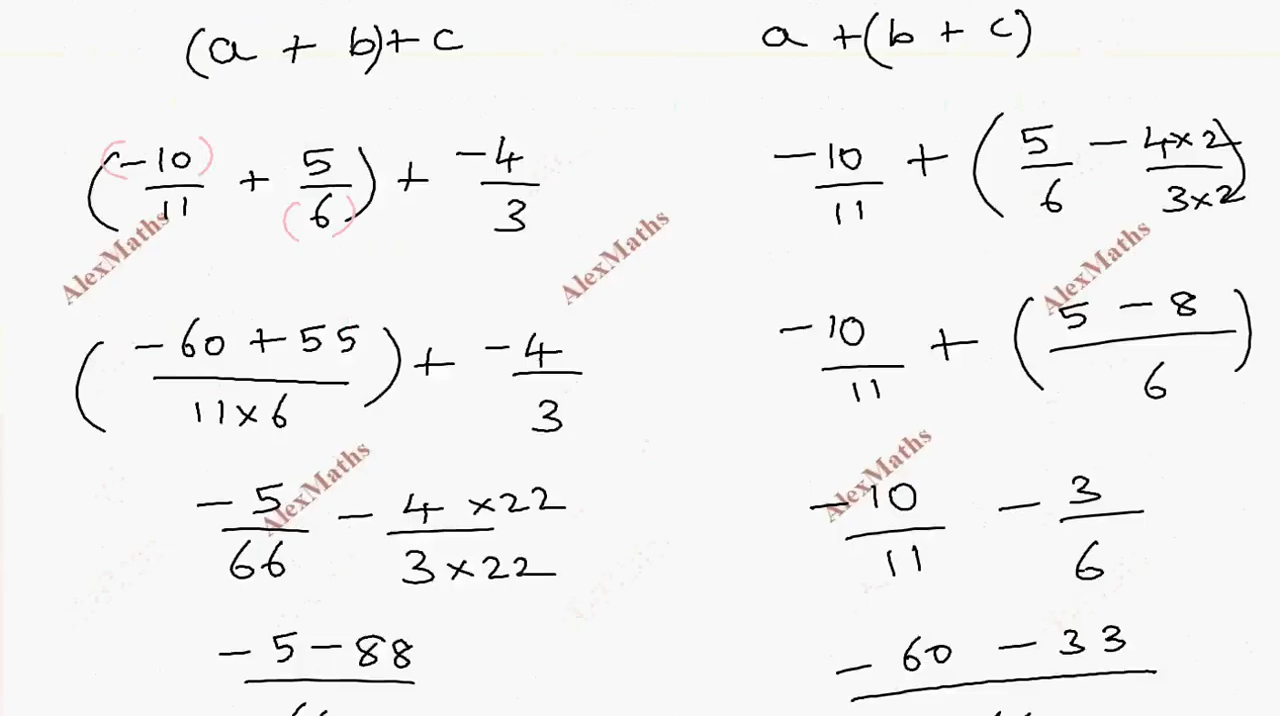 (a + b)+c
(-10/11 + 5/6) + -4/3
(-60+55/11×6) + -4/3
-5/66 - 4×22/3×22
-5-88
a +(b + c)
-10/11 + (5/6 - 4×2/3×2)
-10/11 + (5-8/6)
-10/11 - 3/6
-60 - 33
AlexMaths
AlexMaths
AlexMaths
AlexMaths
AlexMaths